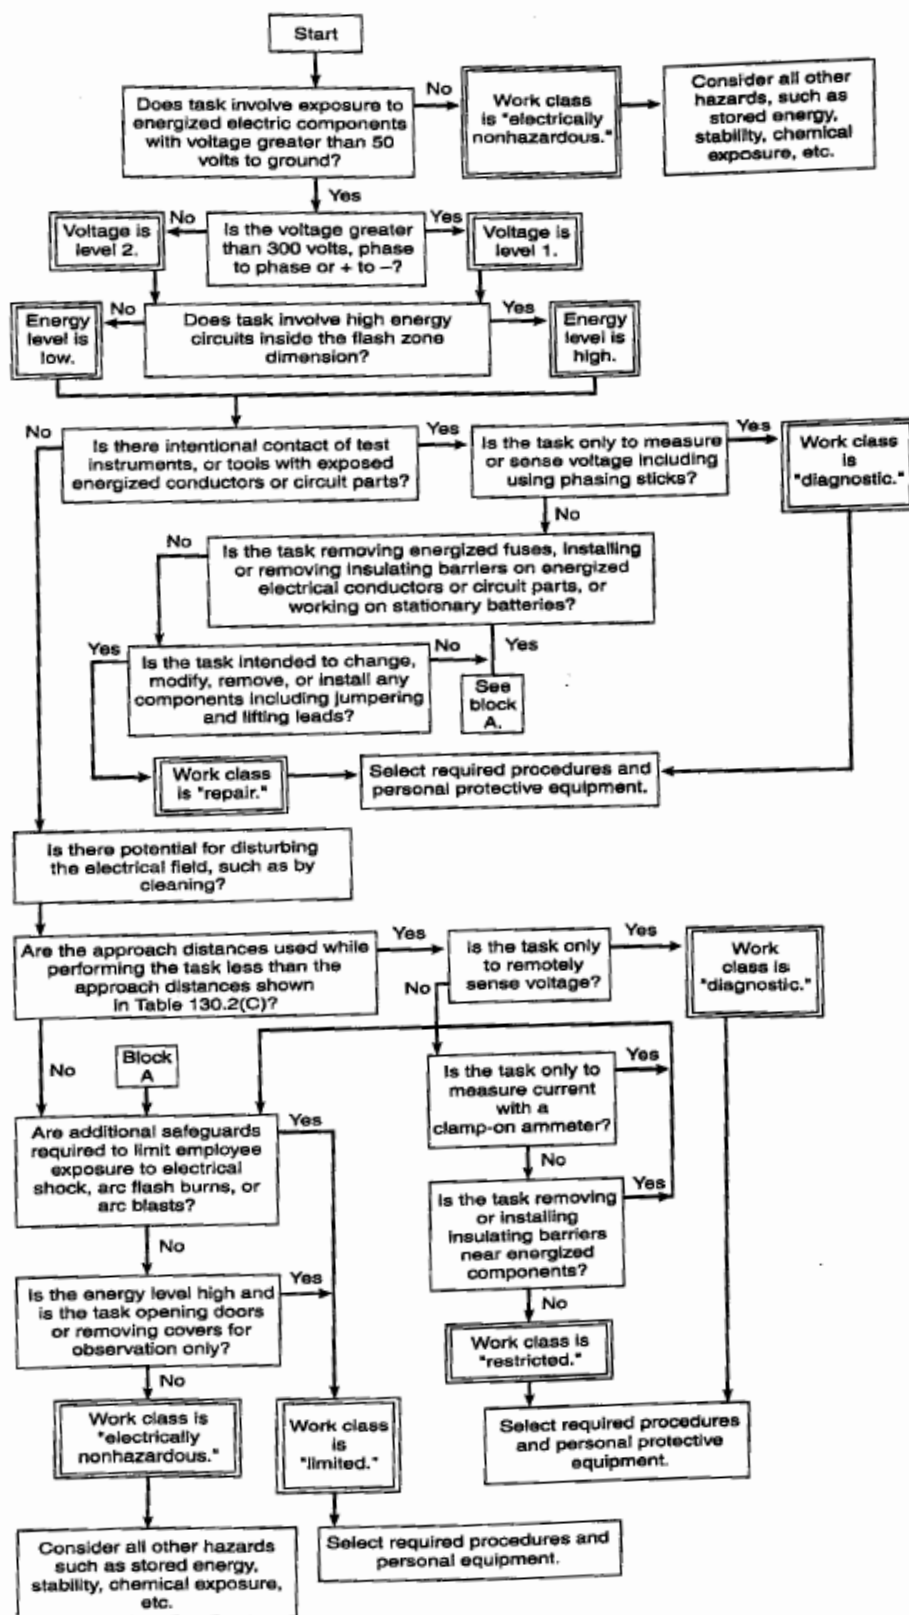 Start
Does task involve exposure to
energized electric components
with voltage greater than 50
volts to ground?
No
Work class
is "electrically
nonhazardous."
Consider all other
hazards, such as
stored energy,
stability, chemical
exposure, etc.
Yes
Voltage is
level 2.
No
Is the voltage greater
than 300 volts, phase
to phase or + to –?
Yes
Voltage is
level 1.
Energy
level is
low.
No
Does task involve high energy
circuits inside the flash zone
dimension?
Yes
Energy
level is
high.
No
Is there intentional contact of test
instruments, or tools with exposed
energized conductors or circuit parts?
Yes
Is the task only to measure
or sense voltage including
using phasing sticks?
Yes
Work class
is
"diagnostic."
No
No
Is the task removing energized fuses, installing
or removing insulating barriers on energized
electrical conductors or circuit parts, or
working on stationary batteries?
Yes
Yes
Is the task intended to change,
modify, remove, or install any
components including jumpering
and lifting leads?
No
See
block
A.
Work class
is "repair."
Select required procedures and
personal protective equipment.
Is there potential for disturbing
the electrical field, such as by
cleaning?
Are the approach distances used while
performing the task less than the
approach distances shown
in Table 130.2(C)?
Yes
Is the task only
to remotely
sense voltage?
Yes
Work
class is
"diagnostic."
No
No
Block
A
Is the task only to
measure current
with a
clamp-on ammeter?
Yes
Are additional safeguards
required to limit employee
exposure to electrical
shock, arc flash burns, or
arc blasts?
Yes
No
Is the task removing
or installing
insulating barriers
near energized
components?
Yes
No
Is the energy level high and
is the task opening doors
or removing covers for
observation only?
Yes
No
Work class is
"restricted."
No
Work class is
"electrically
nonhazardous."
Work class
is
"limited."
Select required procedures
and personal protective
equipment.
Consider all other hazards
such as stored energy,
stability, chemical exposure,
etc.
Select required procedures and
personal equipment.